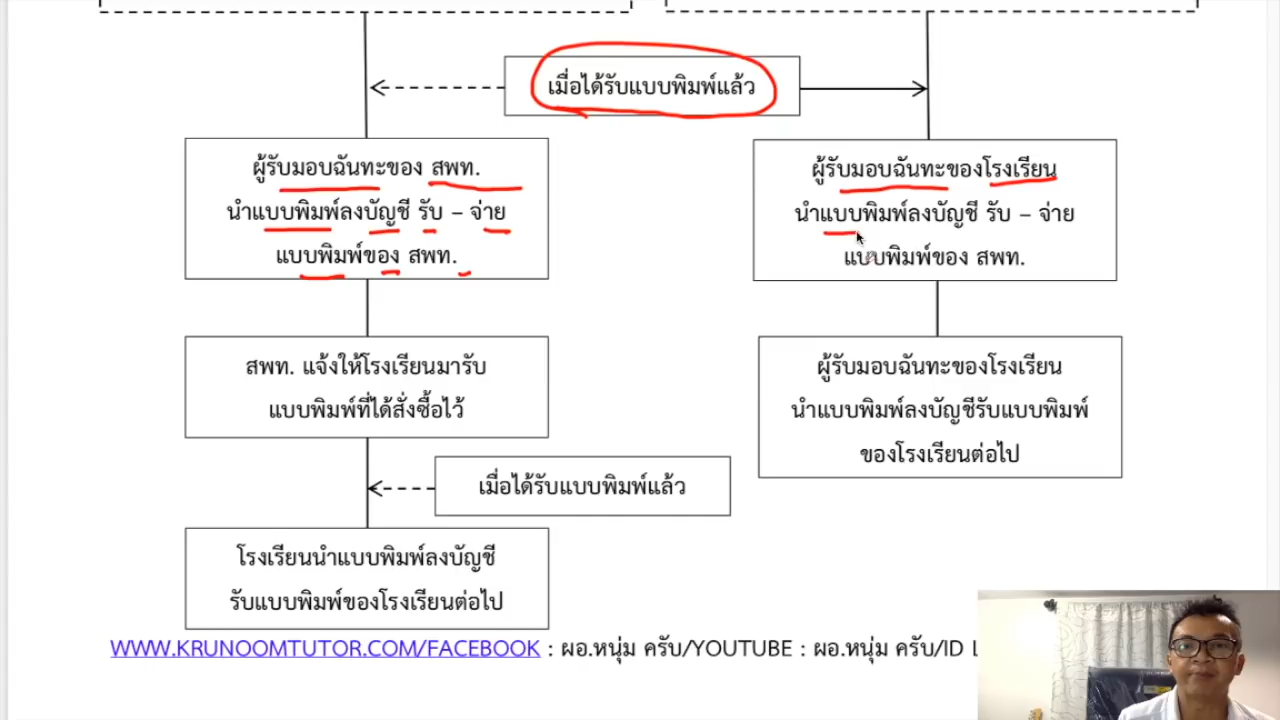 เมื่อได้รับแบบพิมพ์แล้ว
ผู้รับมอบฉันทะของ สพท.
นำแบบพิมพ์ลงบัญชี รับ – จ่าย
แบบพิมพ์ของ สพท.
ผู้รับมอบฉันทะของโรงเรียน
นำแบบพิมพ์ลงบัญชี รับ – จ่าย
แบบพิมพ์ของ สพท.
สพท. แจ้งให้โรงเรียนมารับ
แบบพิมพ์ที่ได้สั่งซื้อไว้
ผู้รับมอบฉันทะของโรงเรียน
นำแบบพิมพ์ลงบัญชีรับแบบพิมพ์
ของโรงเรียนต่อไป
เมื่อได้รับแบบพิมพ์แล้ว
โรงเรียนนำแบบพิมพ์ลงบัญชี
รับแบบพิมพ์ของโรงเรียนต่อไป
WWW.KRUNOOMTUTOR.COM/FACEBOOK : ผอ.หนุ่ม ครับ/YOUTUBE : ผอ.หนุ่ม ครับ/ID